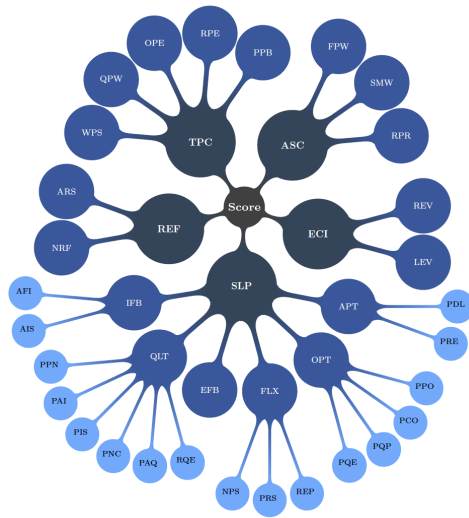 RPE
OPE
PPB
FPW
QPW
SMW
WPS
TPC
ASC
RPR
ARS
Score
REV
REF
ECI
NRF
LEV
SLP
AFI
IFB
APT
PDL
AIS
PRE
PPN
QLT
OPT
PAI
EFB
FLX
PPO
PIS
PCO
PNC
PQP
PAQ
RQE
PQE
NPS
PRS
REP